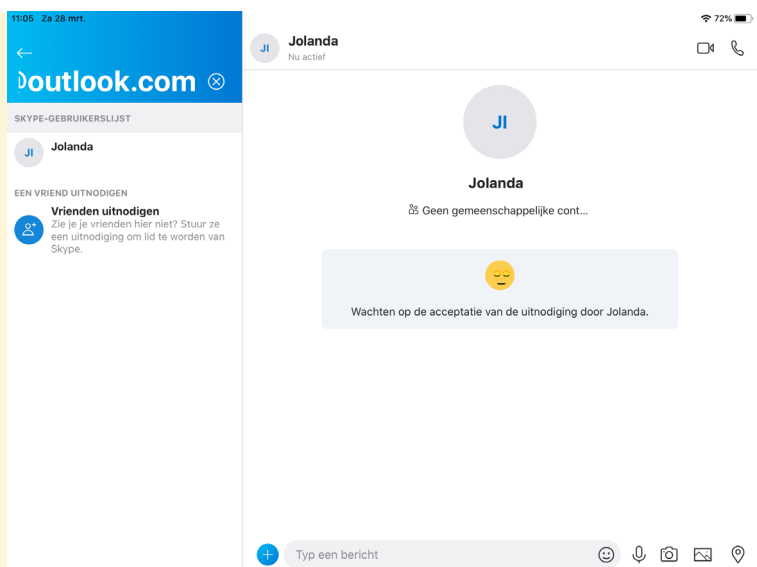 11:05 Za 28 mrt.
72%
outlook.com
SKYPE-GEBRUIKERSLIJST
JI
Jolanda
EEN VRIEND UITNODIGEN
Vrienden uitnodigen
Zie je je vrienden hier niet? Stuur ze
een uitnodiging om lid te worden van
Skype.
JI
Jolanda
Nu actief
JI
Jolanda
Geen gemeenschappelijke cont...
Wachten op de acceptatie van de uitnodiging door Jolanda.
Typ een bericht